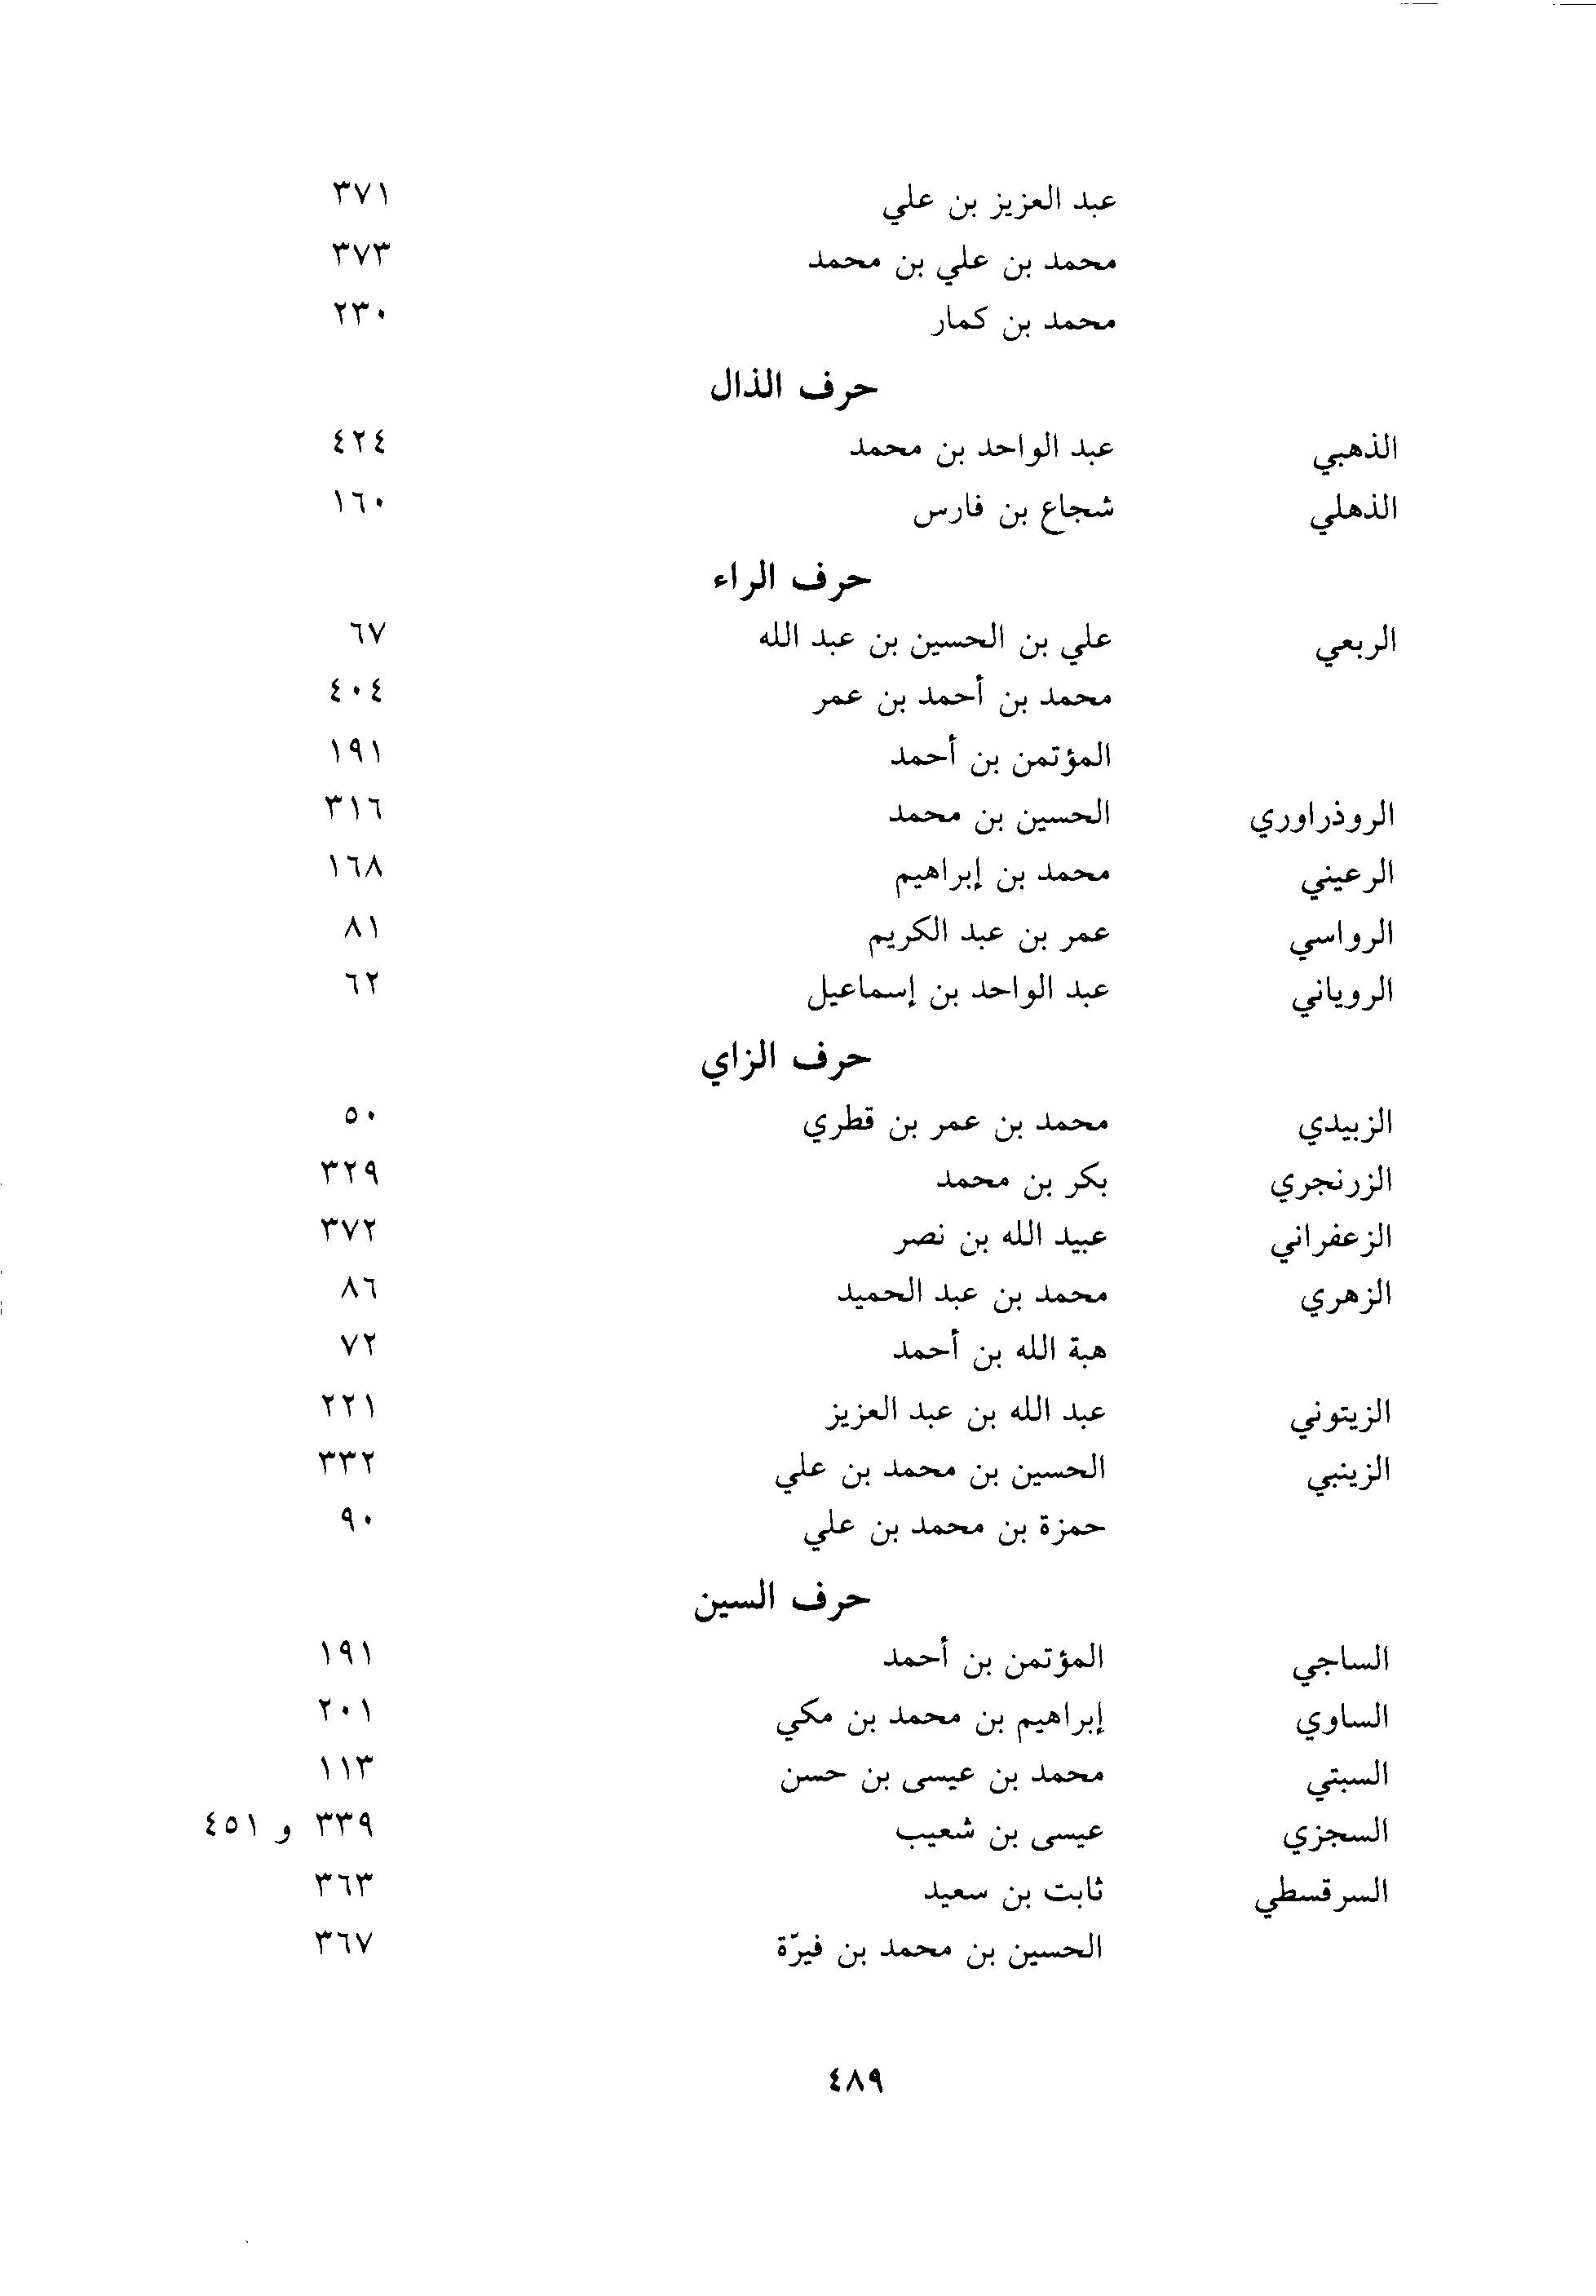 عبد العزيز بن علي ٣٧١
محمد بن علي بن محمد ٣٧٣
محمد بن كمار ٢٣٠
حرف الذال
الذهبي عبد الواحد بن محمد ٤٢٤
الذهلي شجاع بن فارس ١٦٠
حرف الراء
الربعي علي بن الحسين بن عبد الله ٦٧
محمد بن أحمد بن عمر ٤٠٤
المؤتمن بن أحمد ١٩١
الروذراوري الحسين بن محمد ٣١٦
الرعيني محمد بن إبراهيم ١٦٨
الرواسي عمر بن عبد الكريم ٨١
الروياني عبد الواحد بن إسماعيل ٦٢
حرف الزاي
الزبيدي محمد بن عمر بن قطري ٥٠
الزرنجري بكر بن محمد ٣٢٩
الزعفراني عبيد الله بن نصر ٣٧٢
الزهري محمد بن عبد الحميد ٨٦
هبة الله بن أحمد ٧٢
الزيتوني عبد الله بن عبد العزيز ٢٢١
الزينبي الحسين بن محمد بن علي ٣٣٢
حمزة بن محمد بن علي ٩٠
حرف السين
الساجي المؤتمن بن أحمد ١٩١
الساوي إبراهيم بن محمد بن مكي ٢٠١
السبتي محمد بن عيسى بن حسن ١١٣
السجزي عيسى بن شعيب ٣٣٩ و ٤٥١
السرقسطي ثابت بن سعيد ٣٦٣
الحسين بن محمد بن فيرّة ٣٦٧
٤٨٩